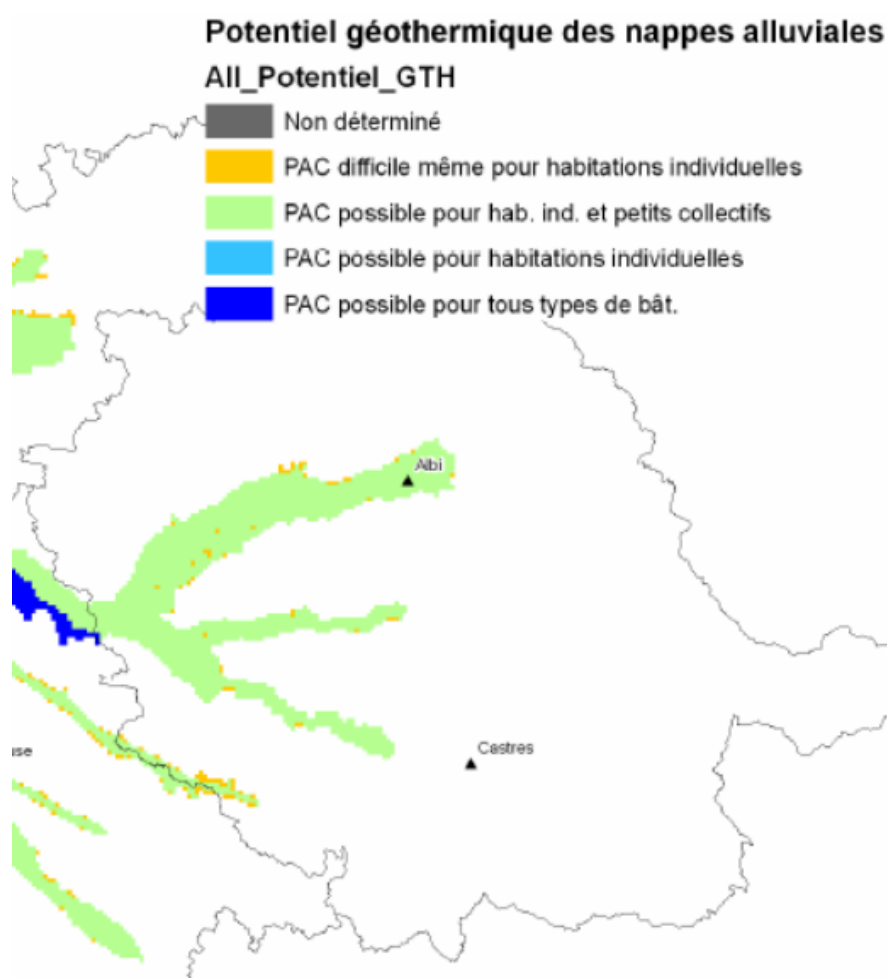 Potentiel géothermique des nappes alluviales
All_Potentiel_GTH
Non déterminé
PAC difficile même pour habitations individuelles
PAC possible pour hab. ind. et petits collectifs
PAC possible pour habitations individuelles
PAC possible pour tous types de bât.
Albi
Castres
use